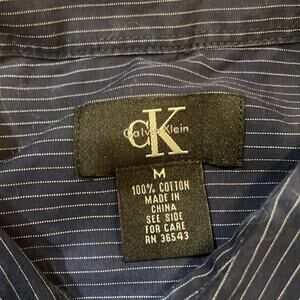 cK
Calvin Klein
M
100% COTTON
MADE IN
CHINA
SEE SIDE
FOR CARE
RN 36543